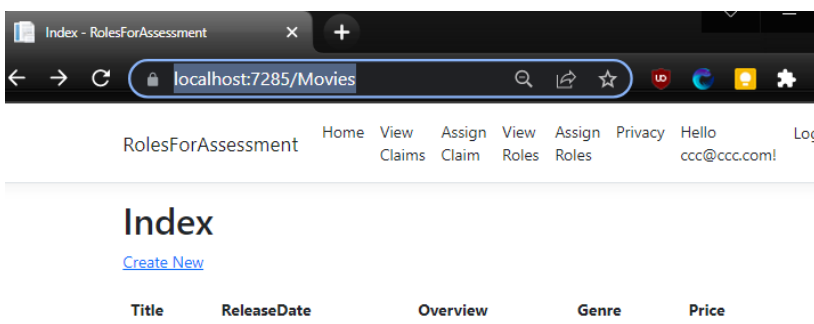 Index - RolesForAssessment
localhost:7285/Movies
RolesForAssessment Home View Claims Assign Claim View Roles Assign Roles Privacy Hello ccc@ccc.com!
Index
Create New
Title ReleaseDate Overview Genre Price